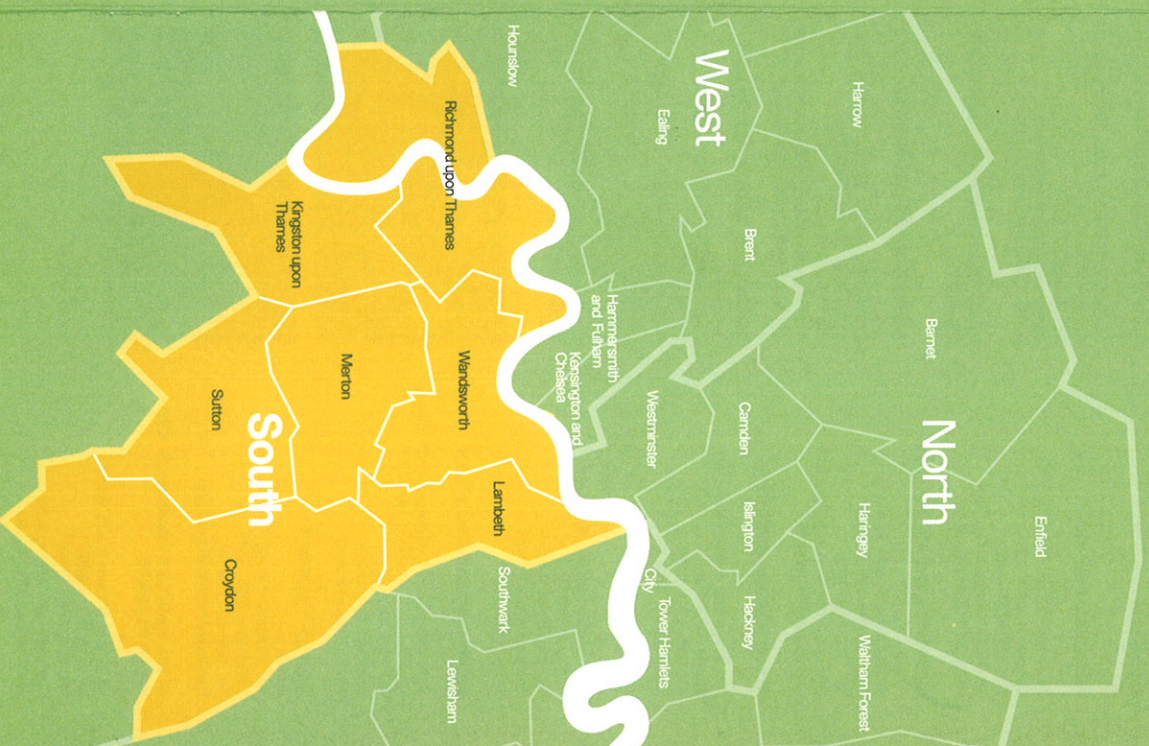 Enfield
North
Barnet
Harrow
Haringey
Waltham Forest
Brent
Camden
Islington
Hackney
West
Ealing
Westminster
City
Tower Hamlets
Hammersmith
and Fulham
Kensington and
Chelsea
Hounslow
Southwark
Lambeth
Wandsworth
Richmond upon Thames
Lewisham
Merton
Kingston upon
Thames
South
Sutton
Croydon